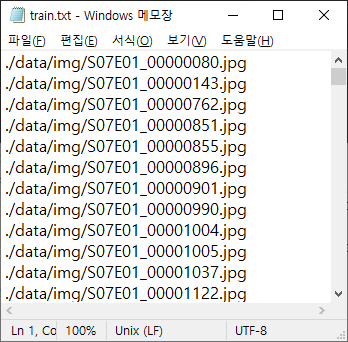 train.txt - Windows 메모장
파일(F) 편집(E) 서식(O) 보기(V) 도움말(H)
./data/img/S07E01_00000080.jpg
./data/img/S07E01_00000143.jpg
./data/img/S07E01_00000762.jpg
./data/img/S07E01_00000851.jpg
./data/img/S07E01_00000855.jpg
./data/img/S07E01_00000896.jpg
./data/img/S07E01_00000901.jpg
./data/img/S07E01_00000990.jpg
./data/img/S07E01_00001004.jpg
./data/img/S07E01_00001005.jpg
./data/img/S07E01_00001037.jpg
./data/img/S07E01_00001122.jpg
Ln 1, Co 100% Unix (LF) UTF-8